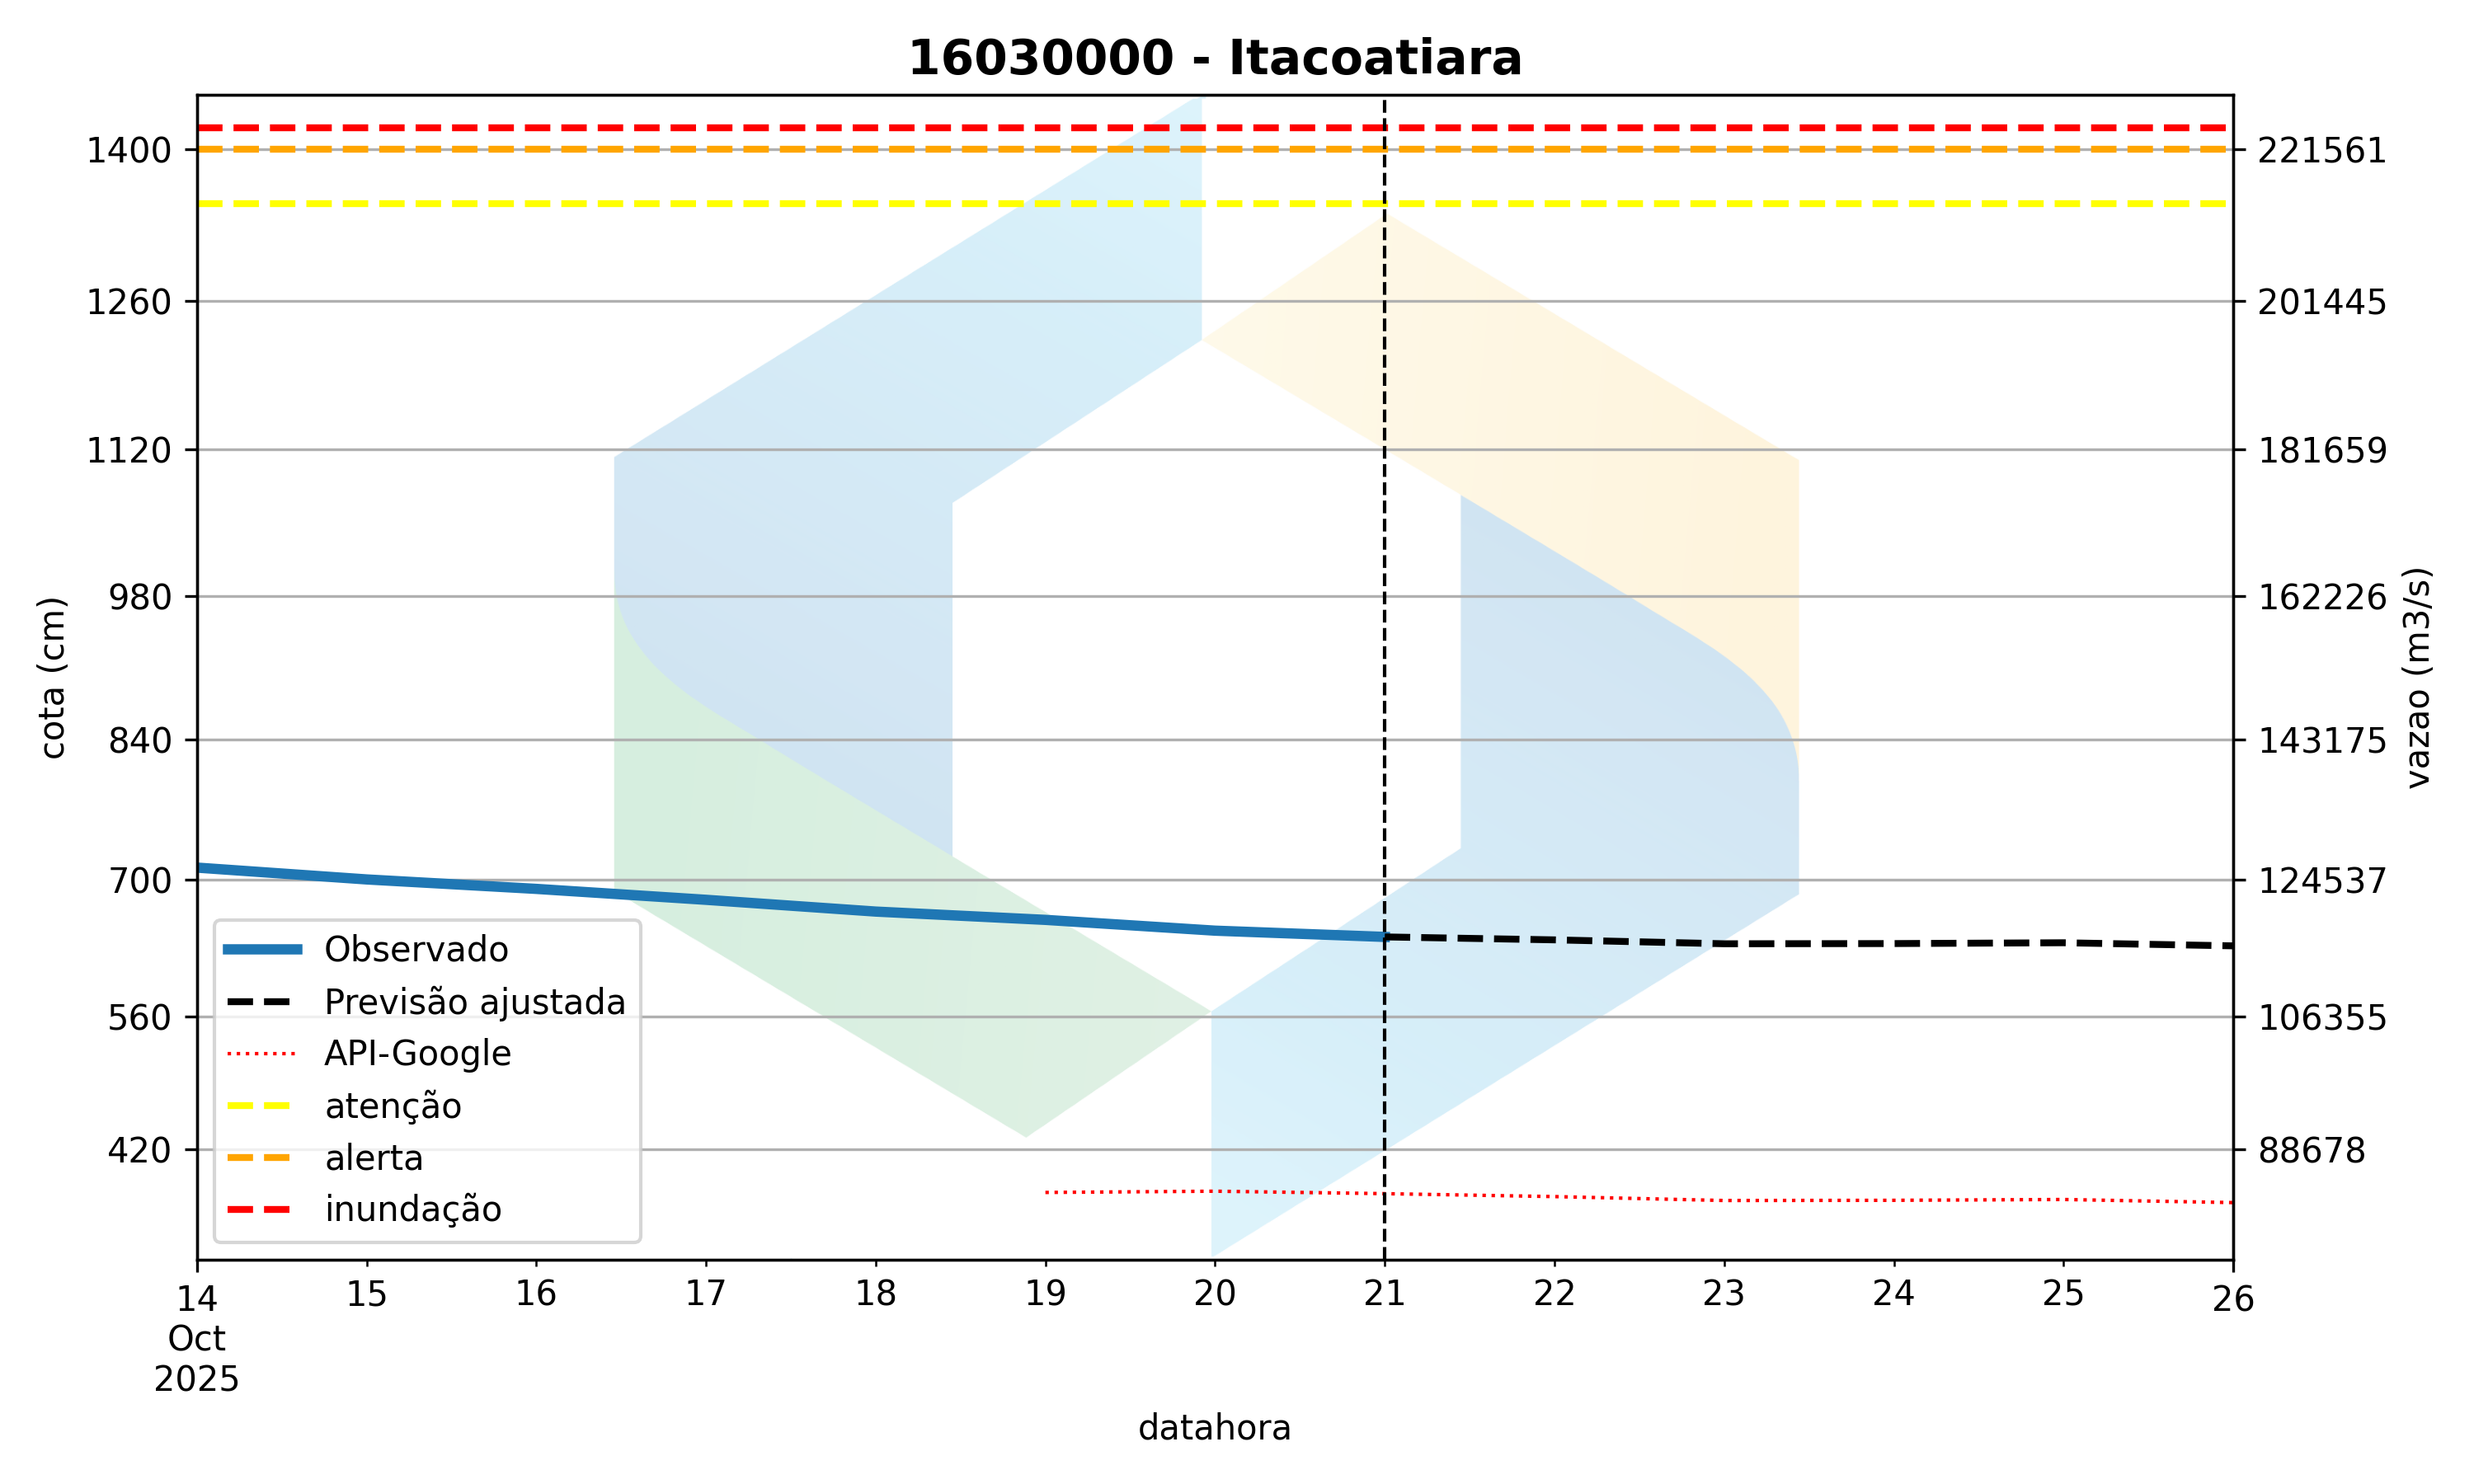 16030000 - Itacoatiara
1400
1260
1120
980
840
700
560
420
cota (cm)
221561
201445
181659
162226
143175
124537
106355
88678
vazao (m3/s)
Observado
Previsão ajustada
API-Google
atenção
alerta
inundação
14 15 16 17 18 19 20 21 22 23 24 25 26
Oct
2025
datahora